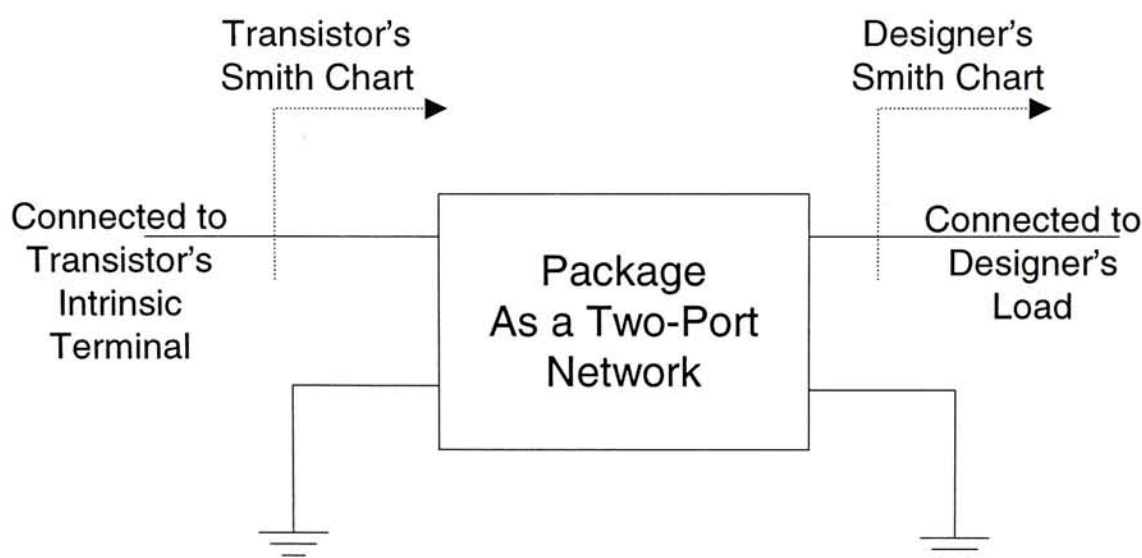 Transistor's
Smith Chart
Designer's
Smith Chart
Connected to
Transistor's
Intrinsic
Terminal
Package
As a Two-Port
Network
Connected to
Designer's
Load